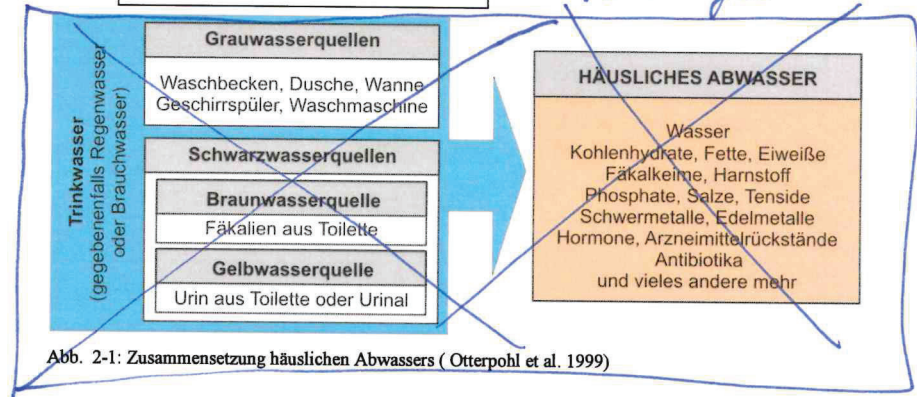 Trinkwasser
(gegebenenfalls Regenwasser
oder Brauchwasser)
Grauwasserquellen
Waschbecken, Dusche, Wanne
Geschirrspüler, Waschmaschine
Schwarzwasserquellen
Braunwasserquelle
Fäkalien aus Toilette
Gelbwasserquelle
Urin aus Toilette oder Urinal
HÄUSLICHES ABWASSER
Wasser
Kohlenhydrate, Fette, Eiweiße
Fäkalkeime, Harnstoff
Phosphate, Salze, Tenside
Schwermetalle, Edelmetalle
Hormone, Arzneimittelrückstände
Antibiotika
und vieles andere mehr
Abb. 2-1: Zusammensetzung häuslichen Abwassers ( Otterpohl et al. 1999)